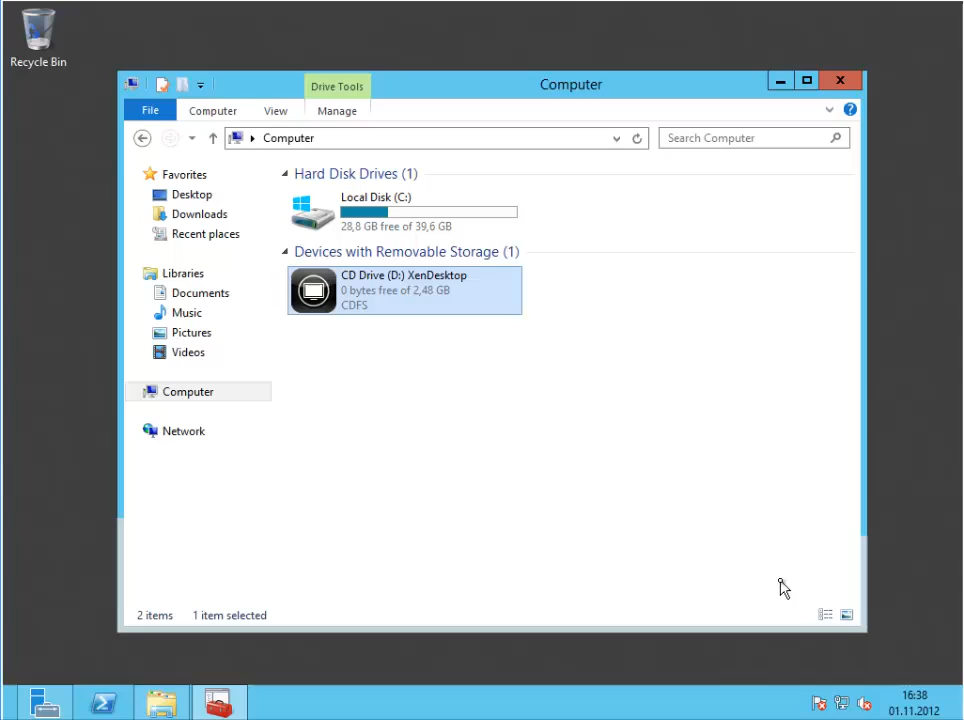 Recycle Bin
Drive Tools
Computer
File
Computer
View
Manage
Computer
Search Computer
Favorites
Desktop
Downloads
Recent places
Libraries
Documents
Music
Pictures
Videos
Computer
Network
Hard Disk Drives (1)
Local Disk (C:)
28,8 GB free of 39,6 GB
Devices with Removable Storage (1)
CD Drive (D:) XenDesktop
0 bytes free of 2,48 GB
CDFS
2 items 1 item selected
16:38
01.11.2012